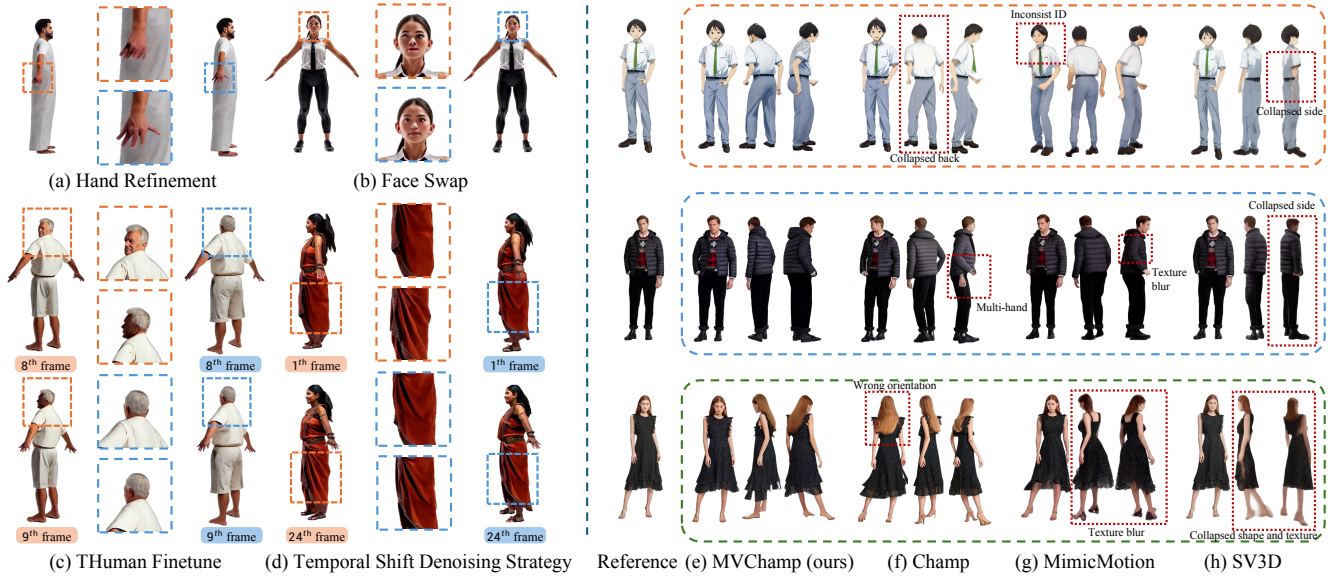 (a) Hand Refinement
(b) Face Swap
8th frame
8th frame
1st frame
1th frame
9th frame
9th frame
24th frame
24th frame
(c) THuman Finetune
(d) Temporal Shift Denoising Strategy
Inconsist ID
Collapsed back
Collapsed side
Collapsed side
Multi-hand
Texture
blur
Wrong orientation
Texture blur
Collapsed shape and texture
Reference
(e) MVChamp (ours)
(f) Champ
(g) MimicMotion
(h) SV3D